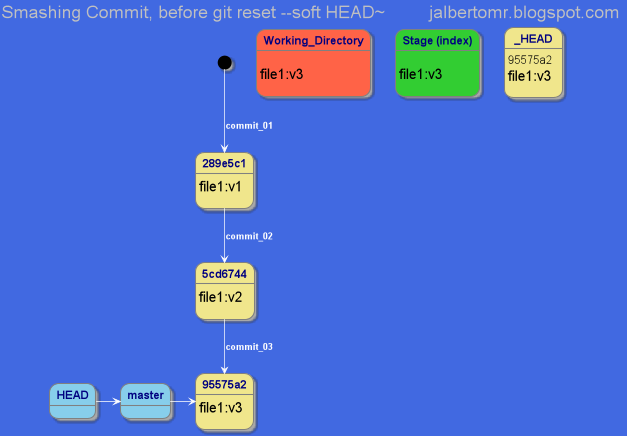 Smashing Commit, before git reset --soft HEAD~ jalbertomr.blogspot.com
Working_Directory
file1:v3
Stage (index)
file1:v3
_HEAD
95575a2
file1:v3
commit_01
289e5c1
file1:v1
commit_02
5cd6744
file1:v2
commit_03
HEAD
master
95575a2
file1:v3